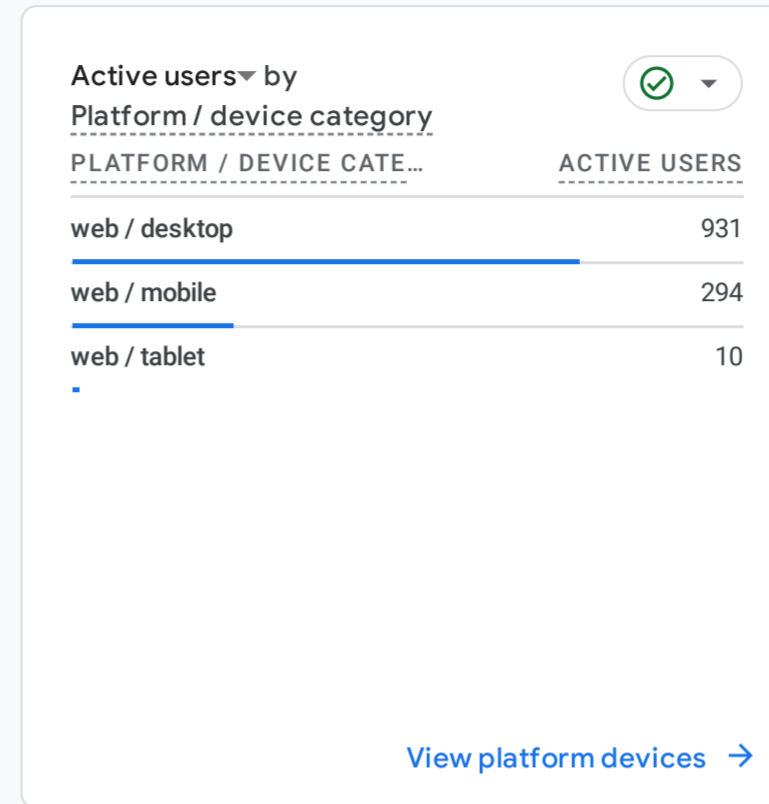 Active users by
Platform / device category
PLATFORM / DEVICE CATE... ACTIVE USERS
web / desktop 931
web / mobile 294
web / tablet 10
View platform devices